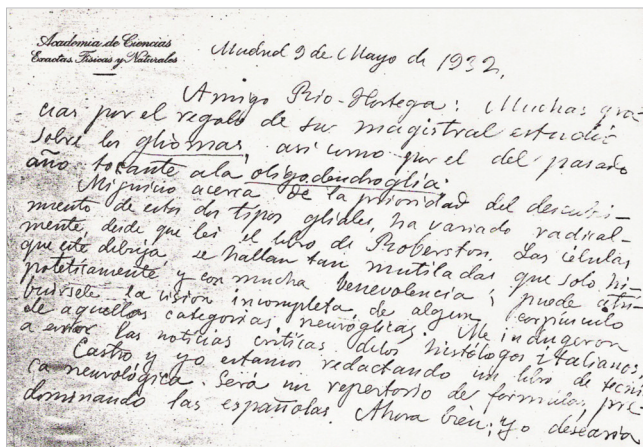 Academia de Ciencias
Exactas, Físicas y Naturales
Madrid 9 de Mayo de 1932.
Amigo Rio-Hortega: Muchas gra-
cias por el regalo de su magistral estudio
sobre los gliomas, así como por el del pasado
año tocante a la oligodendroglia.
Mi juicio acerca de la prioridad del descubri-
miento de estos dos tipos gliales, ha variado radical-
mente, desde que leí el libro de Roberston. Las células
que éste dibuja, se hallan tan mutiladas que solo hi-
potéticamente y con mucha benevolencia, puede atri-
buírsele la visión incompleta de algun corpúsculo
de aquellas categorias neuróglicas. Me indugeron
a error las noticias críticas de los histólogos italianos.
Castro y yo estamos redactando un libro de técni-
ca neurológica. Será un repertorio de fórmulas, pre-
dominando las españolas. Ahora bien; yo desearía